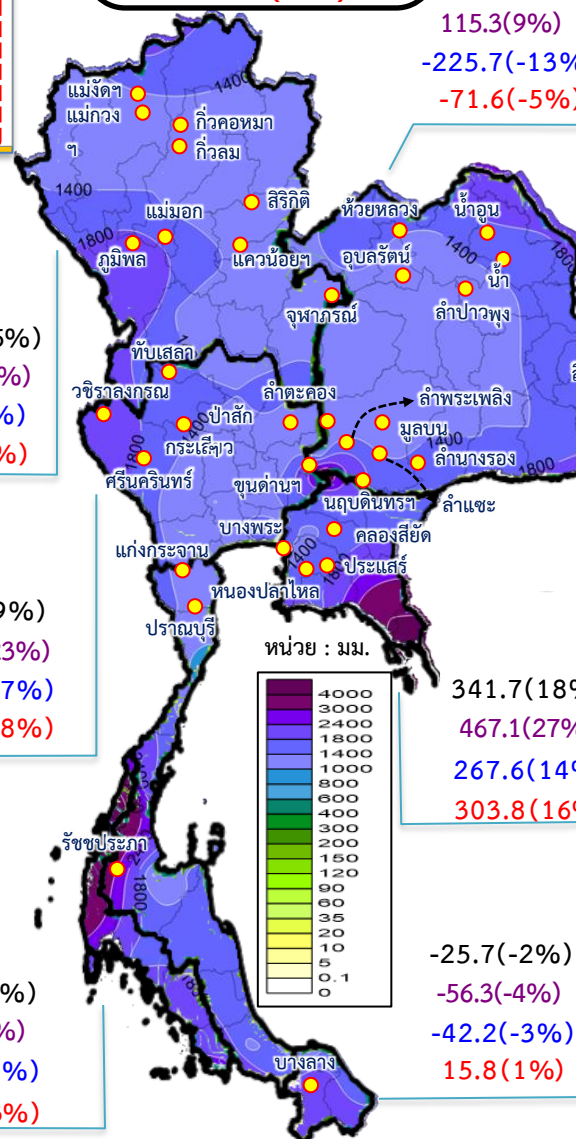 115.3(9%)
-225.7(-13%
-71.6(-5%)
1400
แม่งัดฯ
แม่กวง
ฯ
กิ่วคอหมา
กิ่วลม
1400
สิริกิติ์
แม่มอก
1800
ภูมิพล
แควน้อยฯ
ห้วยหลวง
น้ำอูน
1400
1800
อุบลรัตน์
น้ำ
ลำปาวพุง
จุฬาภรณ์
5%)
%)
%)
%)
ทับเสลา
วชิราลงกรณ
ลำตะคอง
ลำพระเพลิง
ป่าสัก
1400
มูลบน
1400
1800
ศรีนครินทร์
ลำนางรอง
1800
ขุนด่านฯ
นฤบดินทรฯ
ลำแซะ
บางพระ
คลองสียัด
1400
1800
แก่งกระจาน
ประแสร์
หนองปลาไหล
ปราณบุรี
9%)
23%)
7%)
8%)
หน่วย : มม.
4000
3000
2400
1800
1400
1000
800
600
400
300
200
150
120
90
60
35
20
10
5
0.1
0
341.7(18%
467.1(27%
267.6(14%
303.8(16%
รัชชประภา
1800
-25.7(-2%)
-56.3(-4%)
-42.2(-3%)
15.8(1%)
%)
%)
%)
%)
บางลาง